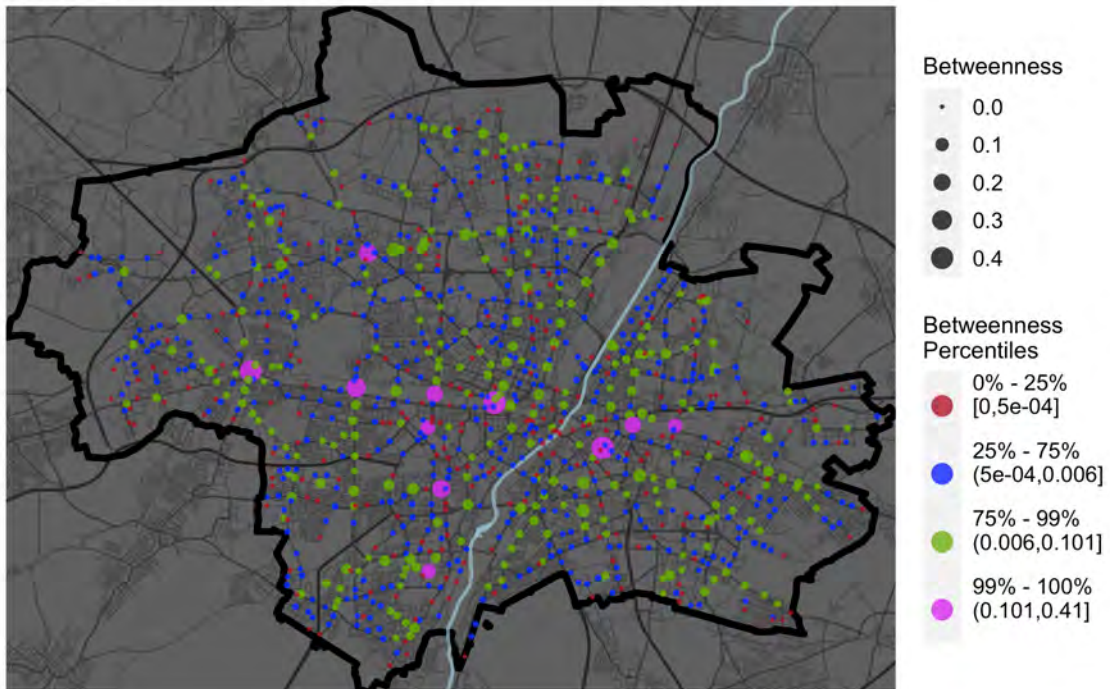 Betweenness
0.0
0.1
0.2
0.3
0.4
Betweenness
Percentiles
0% - 25%
[0,5e-04]
25% - 75%
(5e-04,0.006]
75% - 99%
(0.006,0.101]
99% - 100%
(0.101,0.41]